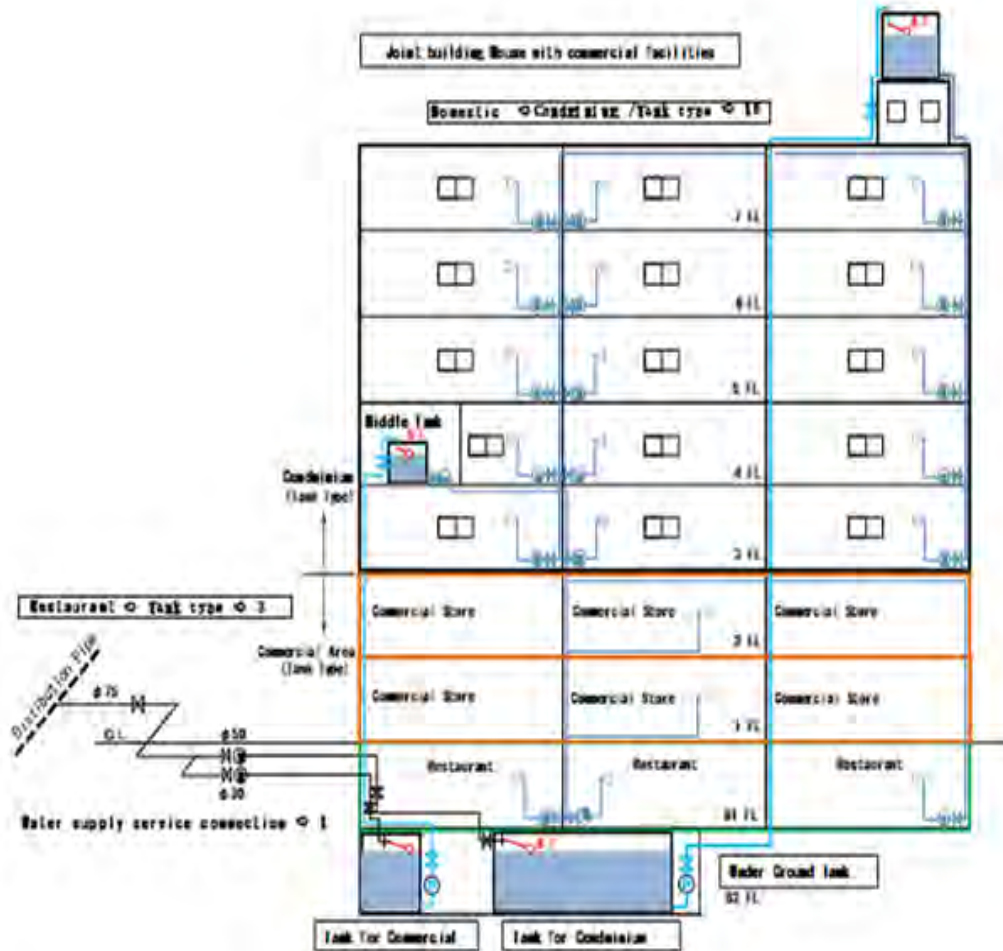 Joint building House with commercial facilities
Domestic ⇨ Condminium /Tank type ⇨ 15
7 FL
6 FL
5 FL
Middle Tank
4 FL
Condominium
(Tank Type)
3 FL
Restaurant ⇨ Tank type ⇨ 3
Commercial Store
Commercial Store
Commercial Store
2 FL
Commercial Area
(Tank Type)
Distribution Pipe
φ75
Commercial Store
Commercial Store
Commercial Store
1 FL
G.L.
φ50
Restaurant
Restaurant
Restaurant
φ30
B1 FL
Water supply service connection ⇨ 1
Under Ground tank
B2 FL
Tank for Commercial
Tank for Condominium